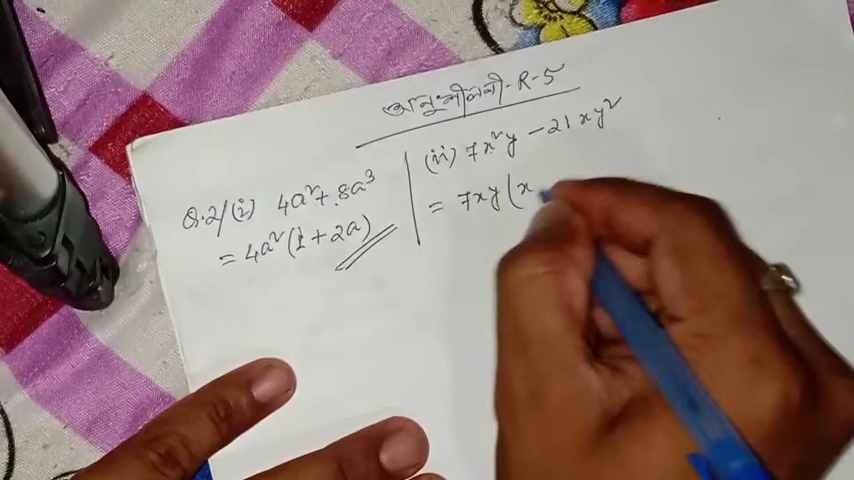 অনুশীলনী-R-5
Q.2/(i) 4a²+8a³
= 4a²(1+2a)
(ii) 7x²y - 21xy²
= 7xy(x